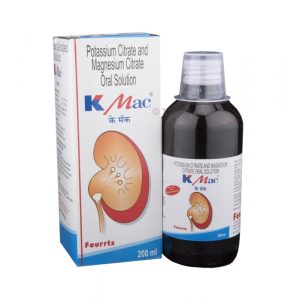 Potassium Citrate and
Magnesium Citrate
Oral Solution
K Mac
के मॅक
Fourrts
200 ml
POTASSIUM CITRATE AND MAGNESIUM
CITRATE ORAL SOLUTION
K Mac
के मॅक
Fourrts